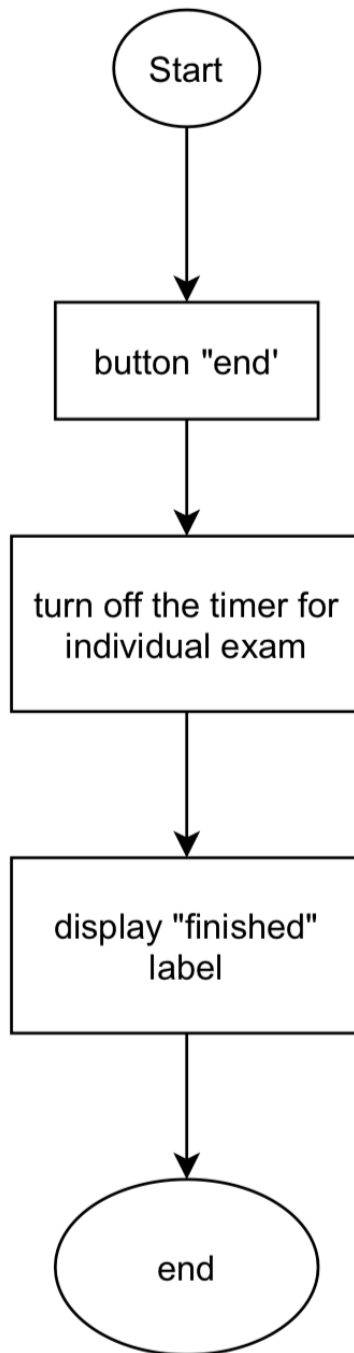 Start
button "end'
turn off the timer for
individual exam
display "finished"
label
end